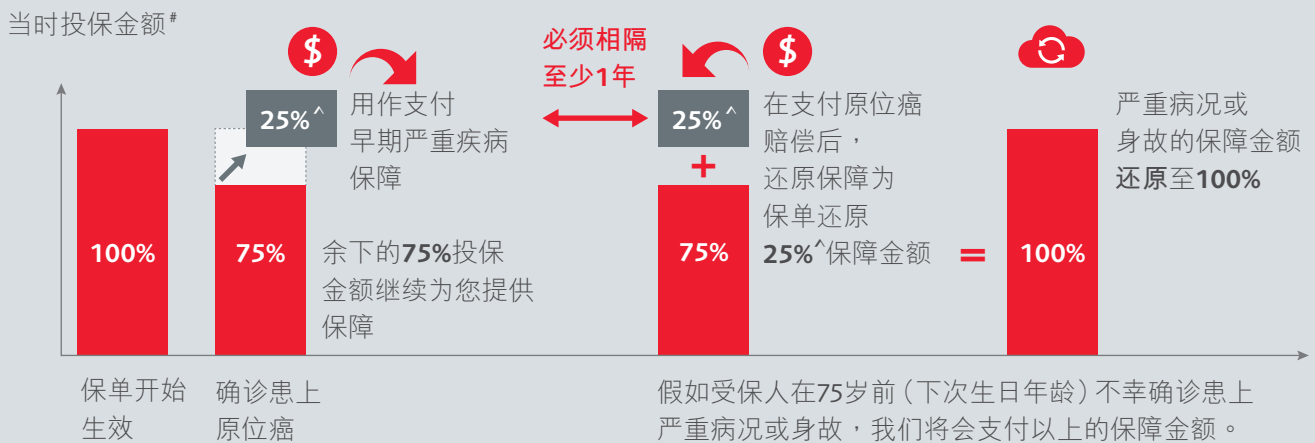 当时投保金额#
$
25%^
用作支付
早期严重疾病
保障
100%
75%
余下的75%投保
金额继续为您提供
保障
必须相隔
至少1年
$
25%^
+
75%
在支付原位癌
赔偿后，
还原保障为
保单还原
25%^保障金额
=
100%
严重病况或
身故的保障金额
还原至100%
保单开始
生效
确诊患上
原位癌
假如受保人在75岁前（下次生日年龄）不幸确诊患上
严重病况或身故，我们将会支付以上的保障金额。